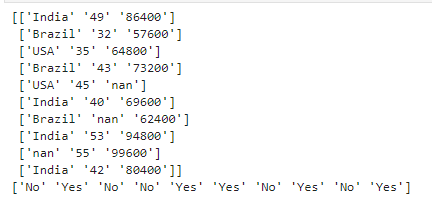 [['India' '49' '86400']
['Brazil' '32' '57600']
['USA' '35' '64800']
['Brazil' '43' '73200']
['USA' '45' 'nan']
['India' '40' '69600']
['Brazil' 'nan' '62400']
['India' '53' '94800']
['nan' '55' '99600']
['India' '42' '80400']]
['No' 'Yes' 'No' 'No' 'Yes' 'Yes' 'No' 'Yes' 'No' 'Yes']